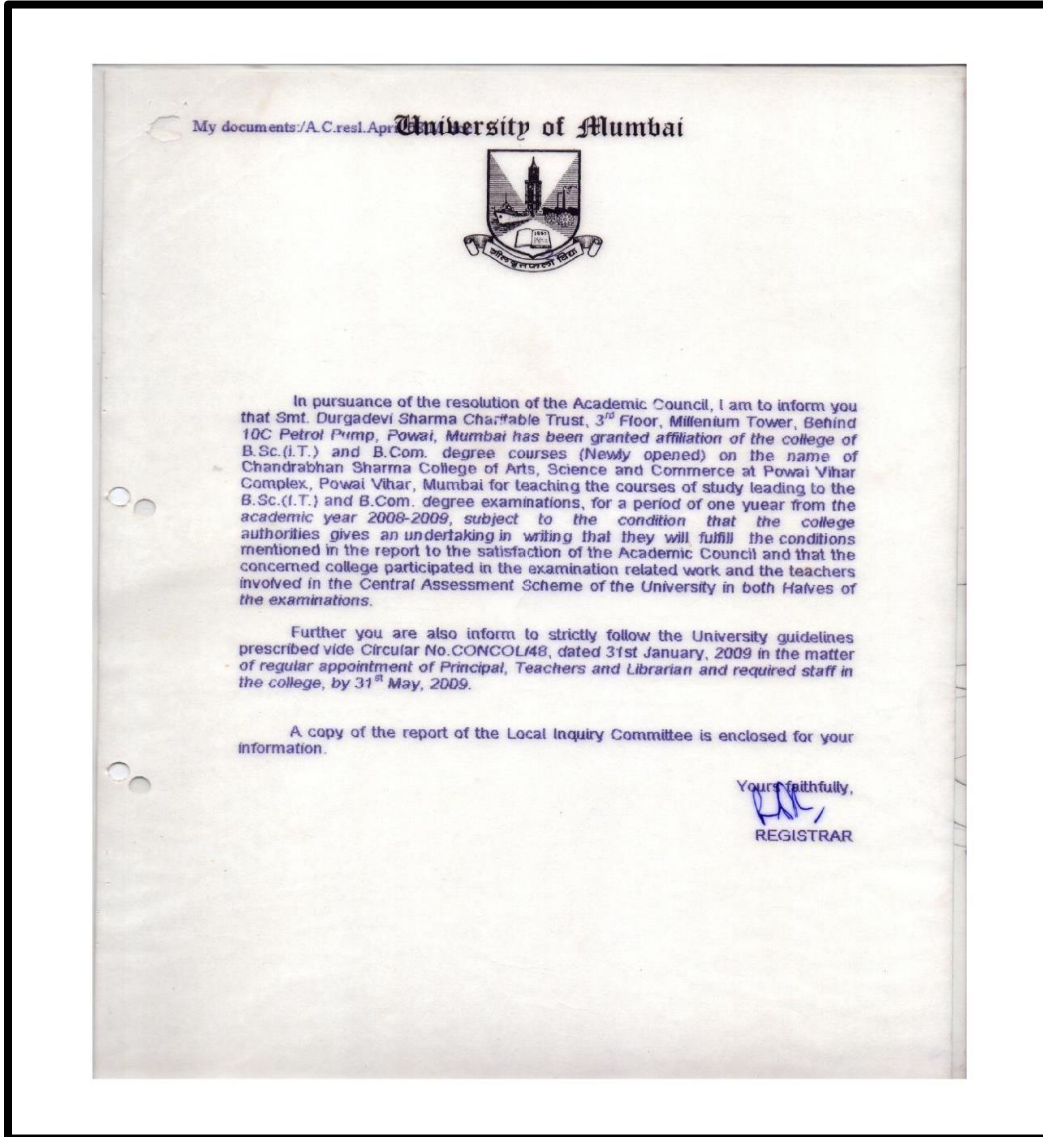 My documents:/A.C.resl.Apri
University of Mumbai
1857
In pursuance of the resolution of the Academic Council, I am to inform you
that Smt. Durgadevi Sharma Charitable Trust, 3rd Floor, Millenium Tower, Behind
10C Petrol Pump, Powai, Mumbai has been granted affiliation of the college of
B.Sc.(I.T.) and B.Com. degree courses (Newly opened) on the name of
Chandrabhan Sharma College of Arts, Science and Commerce at Powai Vihar
Complex, Powai Vihar, Mumbai for teaching the courses of study leading to the
B.Sc.(I.T.) and B.Com. degree examinations, for a period of one yuear from the
academic year 2008-2009, subject to the condition that the college
authorities gives an undertaking in writing that they will fulfill the conditions
mentioned in the report to the satisfaction of the Academic Council and that the
concerned college participated in the examination related work and the teachers
involved in the Central Assessment Scheme of the University in both Halves of
the examinations.
Further you are also inform to strictly follow the University guidelines
prescribed vide Circular No.CONCOL/48, dated 31st January, 2009 in the matter
of regular appointment of Principal, Teachers and Librarian and required staff in
the college, by 31st May, 2009.
A copy of the report of the Local Inquiry Committee is enclosed for your
information.
Yours faithfully,
REGISTRAR